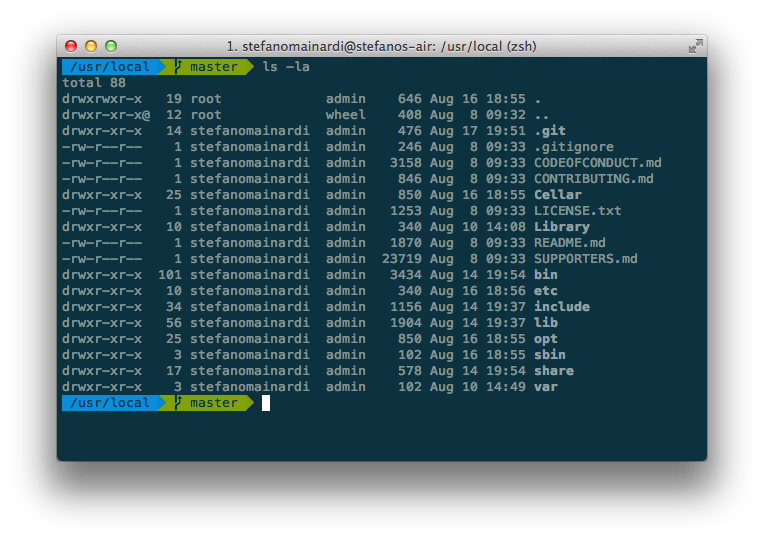 1. stefanomainardi@stefanos-air: /usr/local (zsh)
/usr/local master ls -la
total 88
drwxrwxr-x   19 root             admin    646 Aug 16 18:55 .
drwxr-xr-x@  12 root             wheel    408 Aug  8 09:32 ..
drwxr-xr-x   14 stefanomainardi  admin    476 Aug 17 19:51 .git
-rw-r--r--    1 stefanomainardi  admin    246 Aug  8 09:33 .gitignore
-rw-r--r--    1 stefanomainardi  admin   3158 Aug  8 09:33 CODEOFCONDUCT.md
-rw-r--r--    1 stefanomainardi  admin    846 Aug  8 09:33 CONTRIBUTING.md
drwxr-xr-x   25 stefanomainardi  admin    850 Aug 16 18:55 Cellar
-rw-r--r--    1 stefanomainardi  admin   1253 Aug  8 09:33 LICENSE.txt
drwxr-xr-x   10 stefanomainardi  admin    340 Aug 10 14:08 Library
-rw-r--r--    1 stefanomainardi  admin   1870 Aug  8 09:33 README.md
-rw-r--r--    1 stefanomainardi  admin  23719 Aug  8 09:33 SUPPORTERS.md
drwxr-xr-x  101 stefanomainardi  admin   3434 Aug 14 19:54 bin
drwxr-xr-x   10 stefanomainardi  admin    340 Aug 16 18:56 etc
drwxr-xr-x   34 stefanomainardi  admin   1156 Aug 14 19:37 include
drwxr-xr-x   56 stefanomainardi  admin   1904 Aug 14 19:37 lib
drwxr-xr-x   25 stefanomainardi  admin    850 Aug 16 18:55 opt
drwxr-xr-x    3 stefanomainardi  admin    102 Aug 16 18:55 sbin
drwxr-xr-x   17 stefanomainardi  admin    578 Aug 14 19:54 share
drwxr-xr-x    3 stefanomainardi  admin    102 Aug 10 14:49 var
/usr/local master